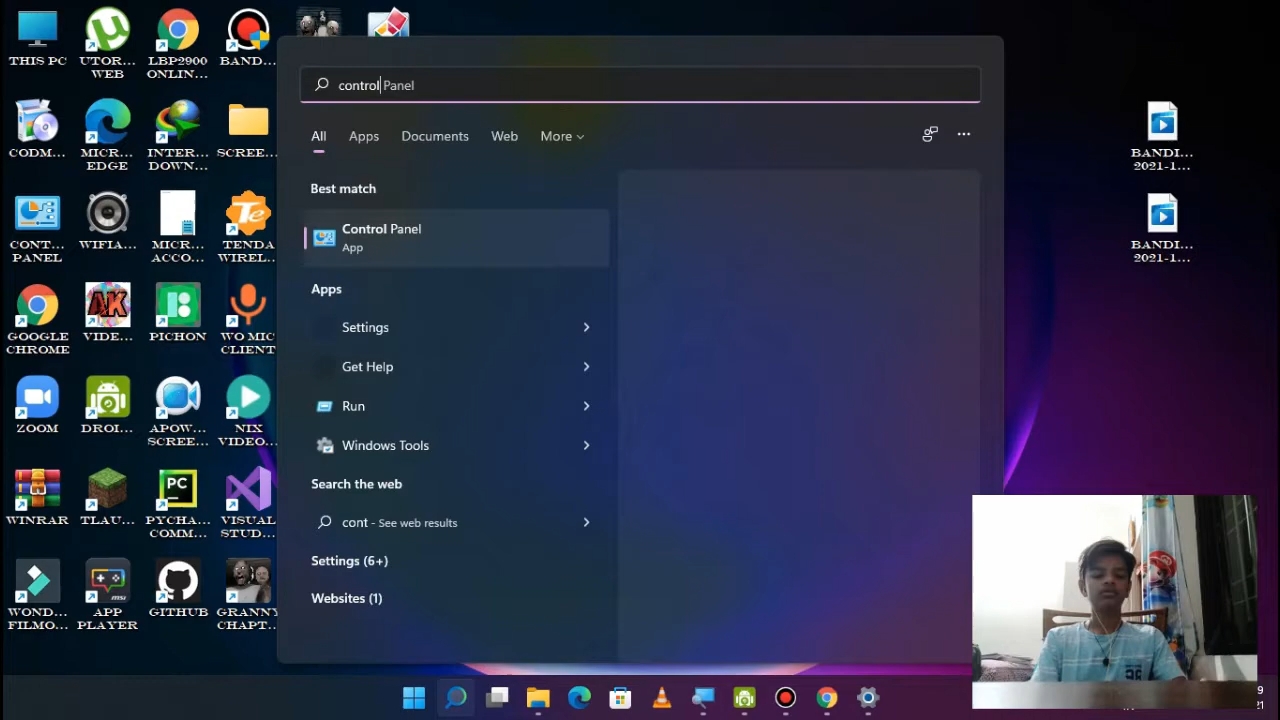 THIS PC
UTOR...
WEB
LBP2900
ONLIN...
BAND...
control Panel
All
Apps
Documents
Web
More
Best match
Control Panel
App
Apps
Settings
Get Help
Run
Windows Tools
Search the web
cont - See web results
Settings (6+)
Websites (1)
CODM...
MICR...
EDGE
INTER...
DOWN...
SCREE...
CONT...
PANEL
WIFIA...
MICR...
ACCO...
TENDA
WIREL...
GOOGLE
CHROME
VIDE...
PICHON
WO MIC
CLIENT
ZOOM
DROI...
APOW...
SCREE...
NIX
VIDEO...
WINRAR
TLAU...
PYCHA...
COMM...
VISUAL
STUD...
WOND...
FILMO...
APP
PLAYER
GITHUB
GRANNY
CHAPT...
BANDI...
2021-1...
BANDI...
2021-1...